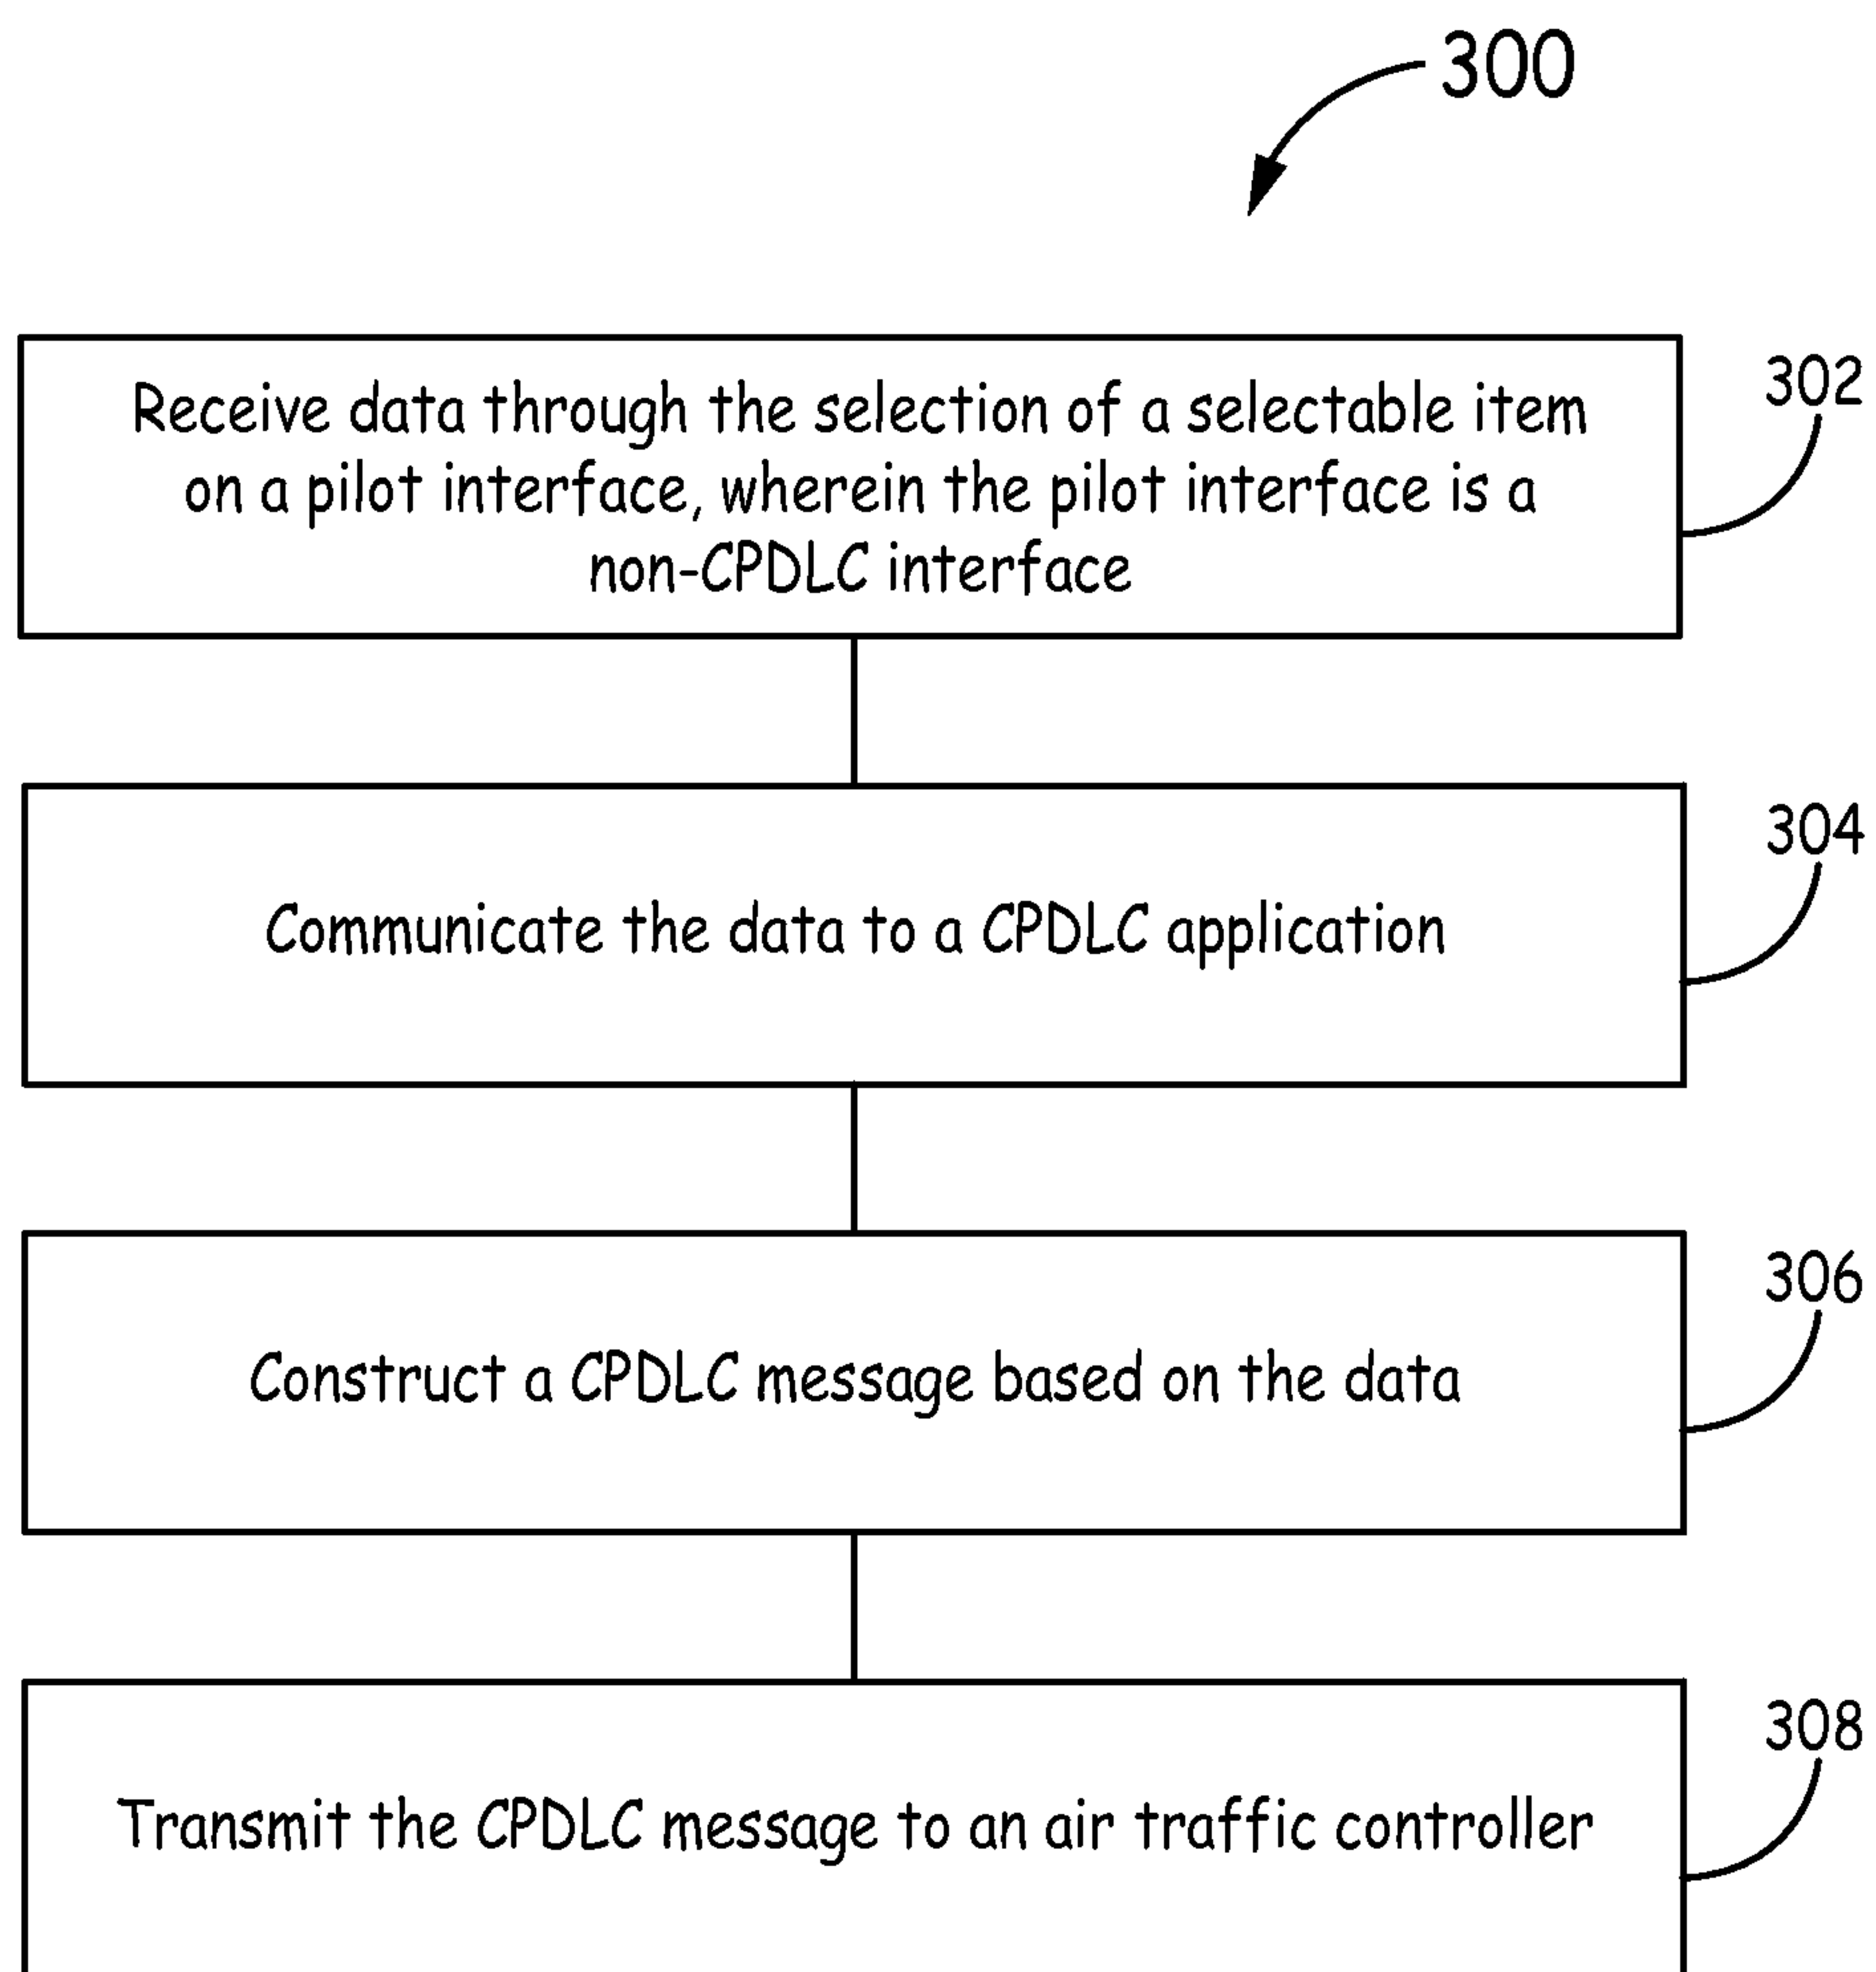 300
Receive data through the selection of a selectable item
on a pilot interface, wherein the pilot interface is a
non-CPDLC interface
302
Communicate the data to a CPDLC application
304
Construct a CPDLC message based on the data
306
Transmit the CPDLC message to an air traffic controller
308